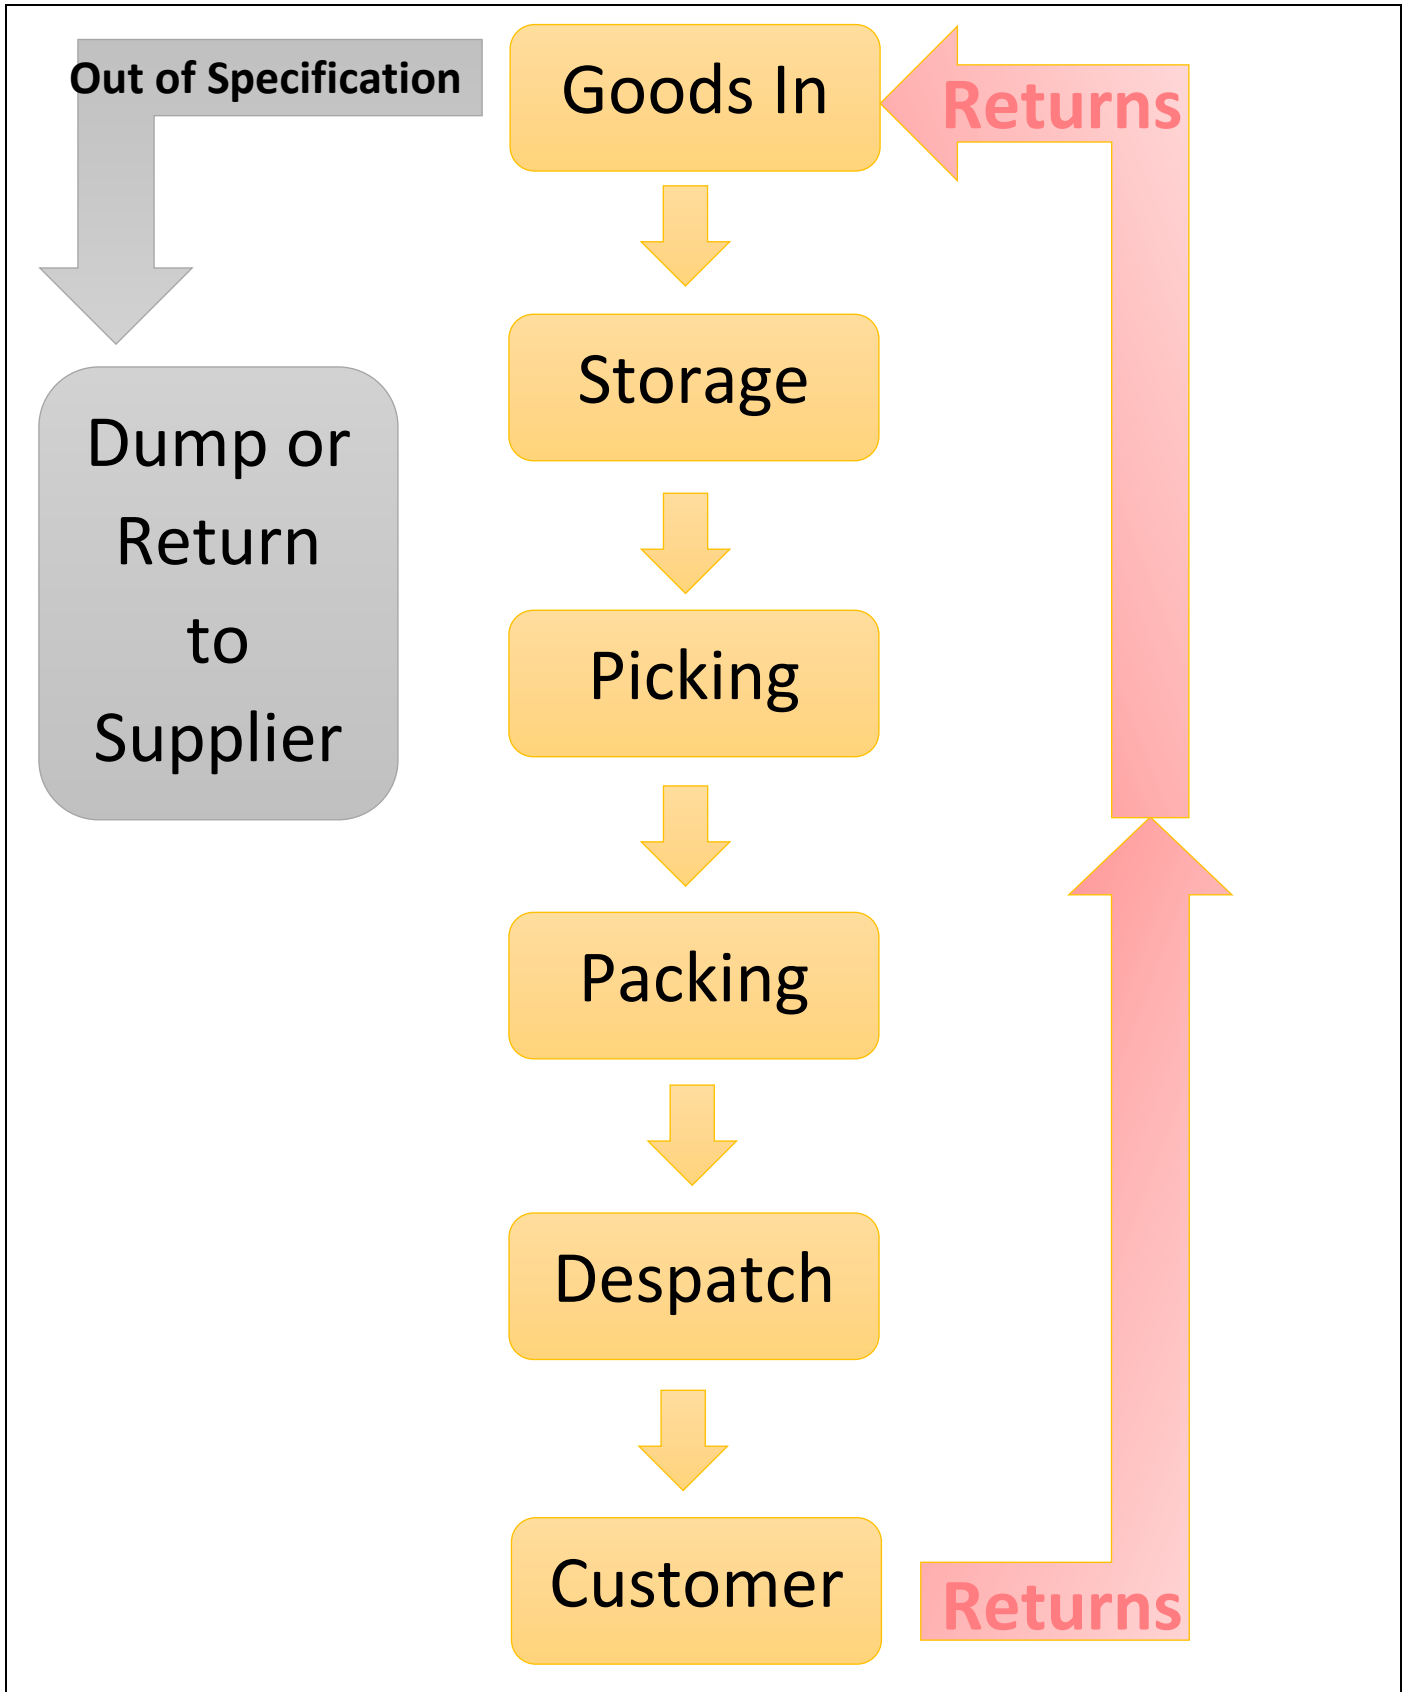 Out of Specification
Goods In
Returns
Storage
Dump or
Return
to
Supplier
Picking
Packing
Despatch
Customer
Returns